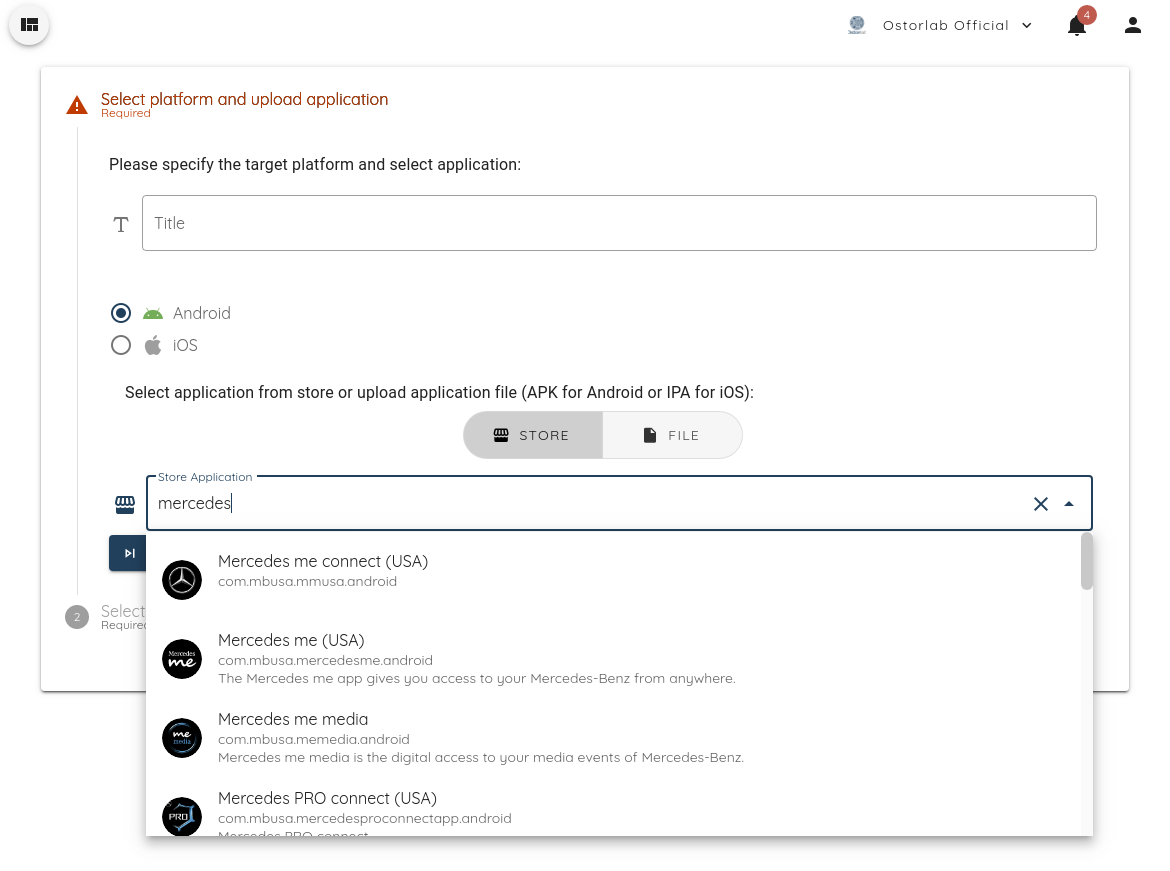 Ostorlab Official
4
Select platform and upload application
Required
Please specify the target platform and select application:
Title
Android
iOS
Select application from store or upload application file (APK for Android or IPA for iOS):
STORE
FILE
Store Application
mercedes
Mercedes me connect (USA)
com.mbusa.mmusa.android
2
Select
Required
Mercedes me
Mercedes me (USA)
com.mbusa.mercedesme.android
The Mercedes me app gives you access to your Mercedes-Benz from anywhere.
me media
Mercedes me media
com.mbusa.memedia.android
Mercedes me media is the digital access to your media events of Mercedes-Benz.
PRO
Mercedes PRO connect (USA)
com.mbusa.mercedesproconnectapp.android
Mercedes PRO connect